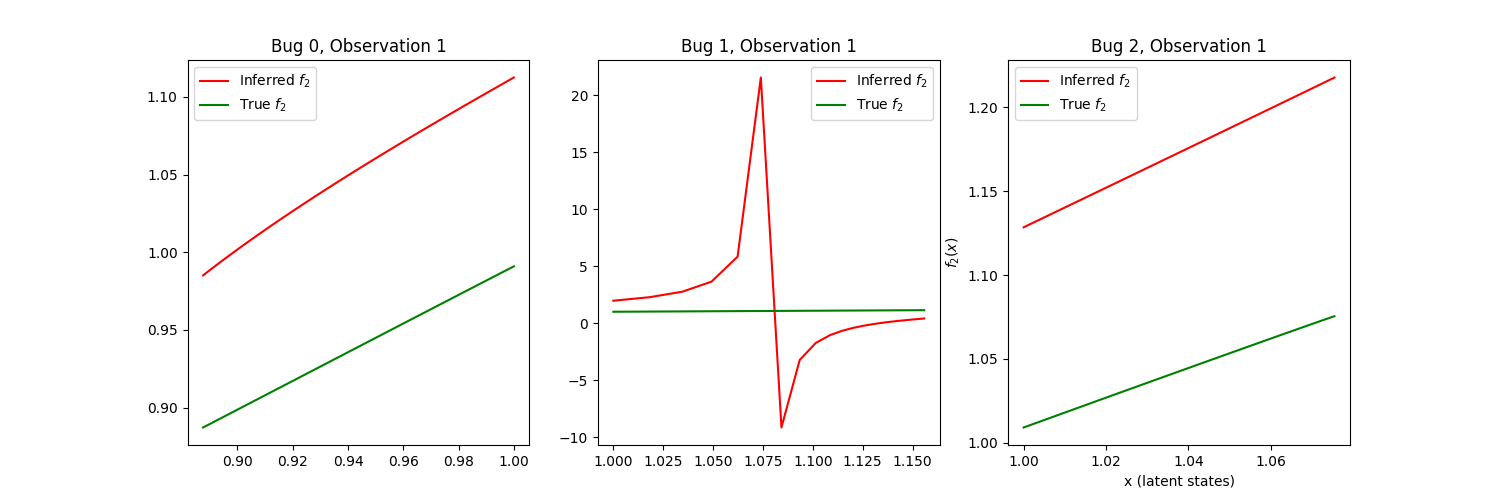 Bug 0, Observation 1
Inferred f₂
True f₂
1.10
1.05
1.00
0.95
0.90
0.90 0.92 0.94 0.96 0.98 1.00
Bug 1, Observation 1
Inferred f₂
True f₂
20
15
10
5
0
−5
−10
1.000 1.025 1.050 1.075 1.100 1.125 1.150
Bug 2, Observation 1
Inferred f₂
True f₂
f₂(x)
1.20
1.15
1.10
1.05
1.00
1.00 1.02 1.04 1.06
x (latent states)